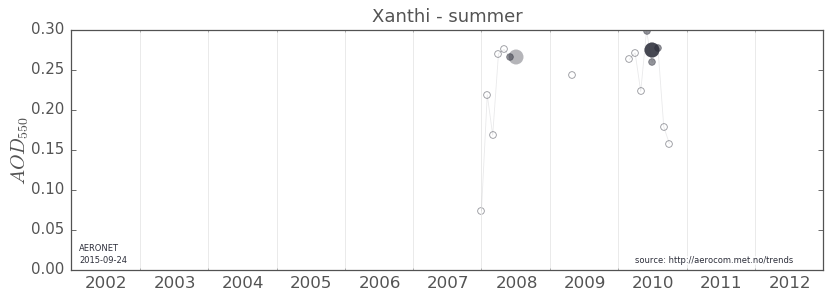 Xanthi - summer
0.30
0.25
0.20
0.15
0.10
0.05
0.00
AOD550
AERONET
2015-09-24
source: http://aerocom.met.no/trends
2002 2003 2004 2005 2006 2007 2008 2009 2010 2011 2012